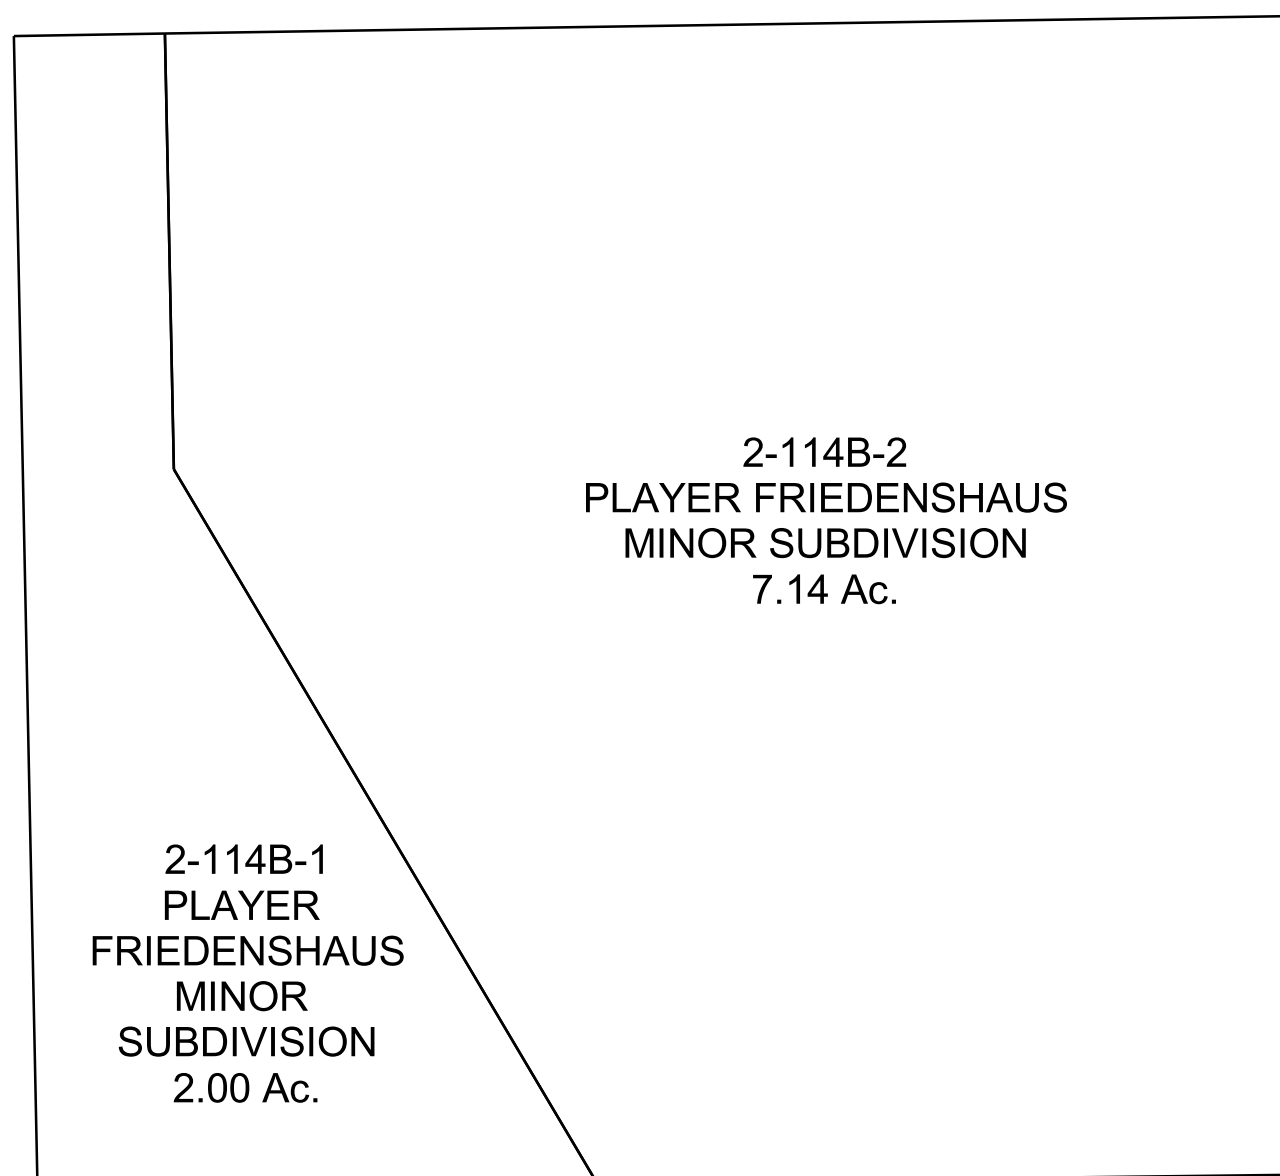 2-114B-2
PLAYER FRIEDENSHAUS
MINOR SUBDIVISION
7.14 Ac.
2-114B-1
PLAYER
FRIEDENSHAUS
MINOR
SUBDIVISION
2.00 Ac.